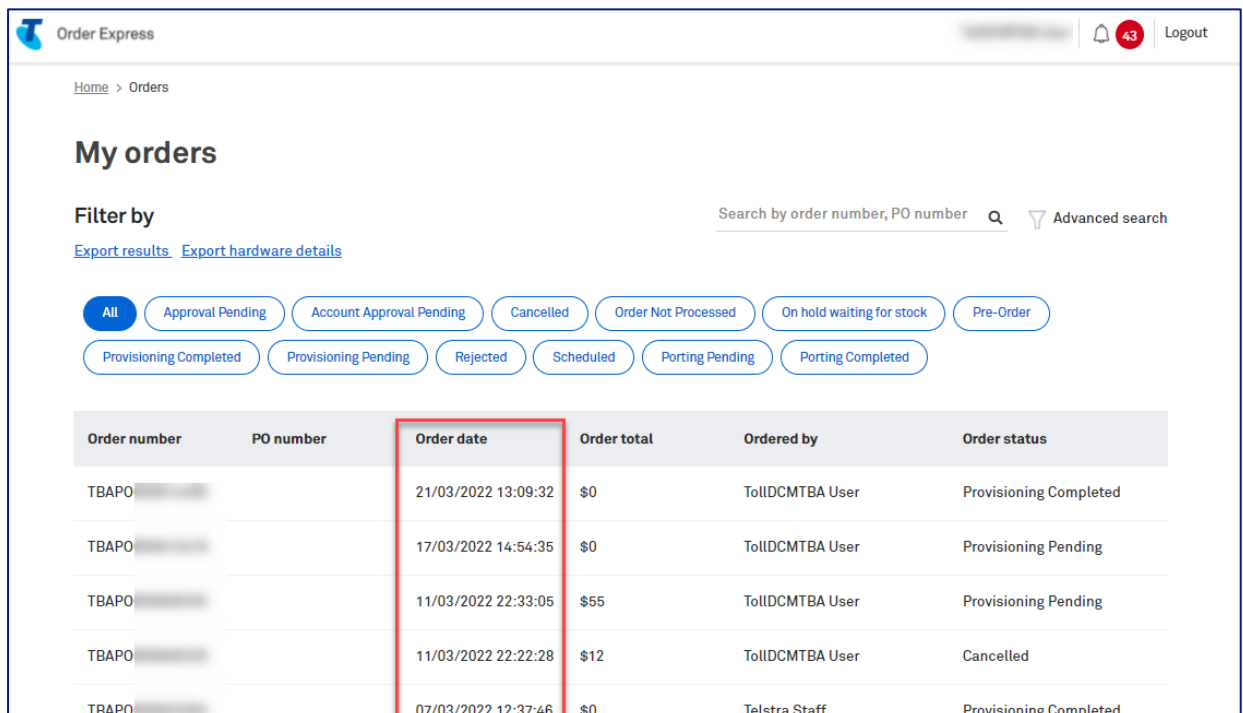 Order Express
43 Logout
Home > Orders
My orders
Filter by
Search by order number, PO number
Advanced search
Export results Export hardware details
All Approval Pending Account Approval Pending Cancelled Order Not Processed On hold waiting for stock Pre-Order
Provisioning Completed Provisioning Pending Rejected Scheduled Porting Pending Porting Completed
Order number PO number Order date Order total Ordered by Order status
TBAPO 21/03/2022 13:09:32 $0 TollDCMTBA User Provisioning Completed
TBAPO 17/03/2022 14:54:35 $0 TollDCMTBA User Provisioning Pending
TBAPO 11/03/2022 22:33:05 $55 TollDCMTBA User Provisioning Pending
TBAPO 11/03/2022 22:22:28 $12 TollDCMTBA User Cancelled
TBAPO 07/03/2022 12:37:46 $0 Telstra Staff Provisioning Completed